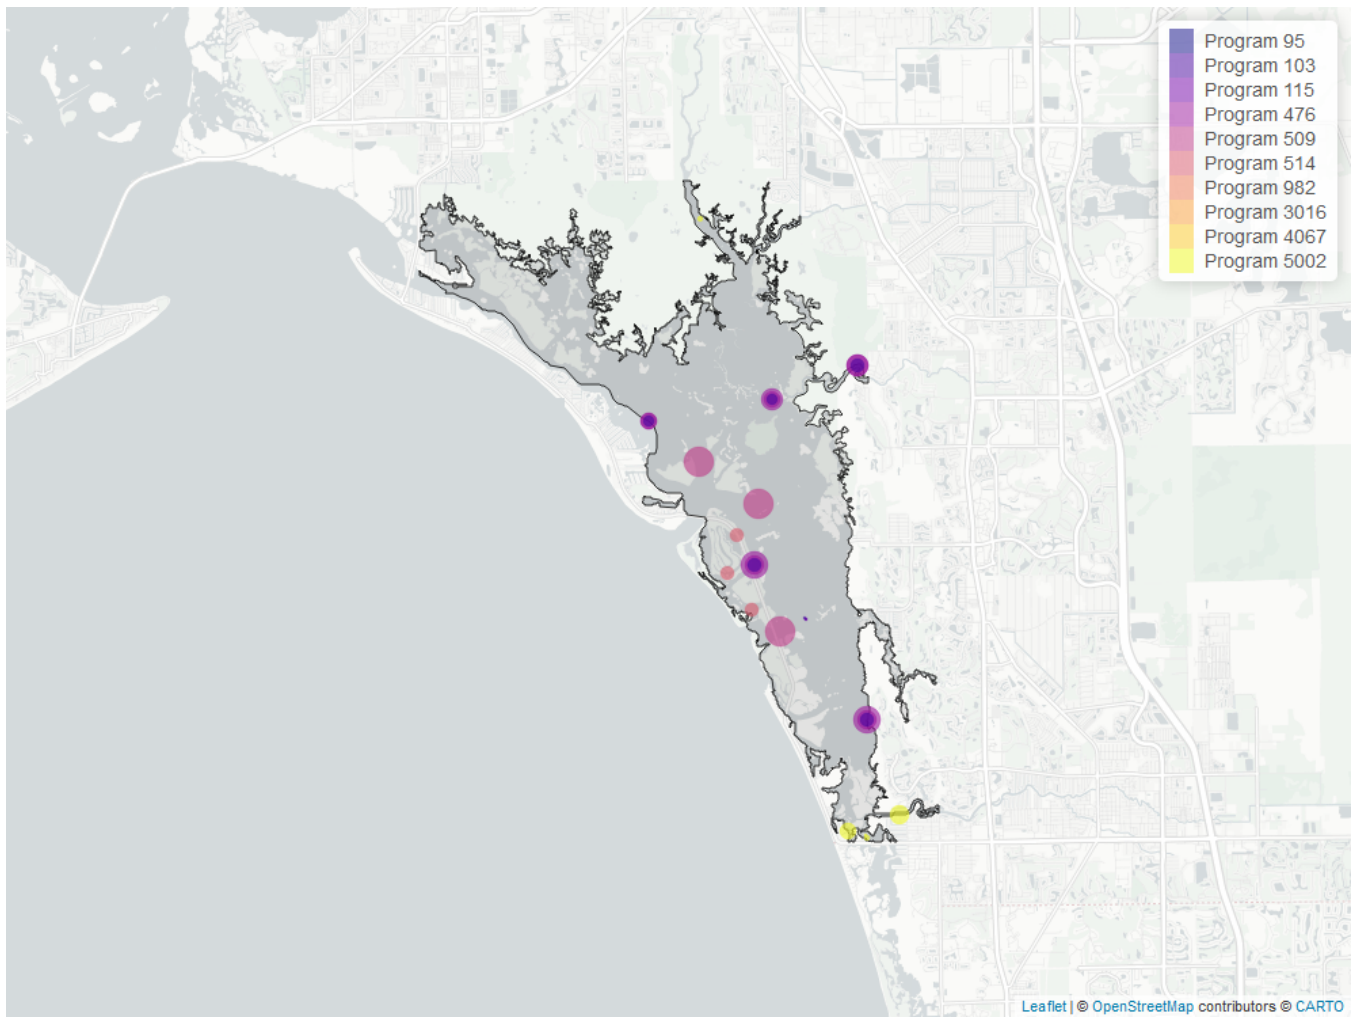 Program 95
Program 103
Program 115
Program 476
Program 509
Program 514
Program 982
Program 3016
Program 4067
Program 5002
Leaflet | © OpenStreetMap contributors © CARTO